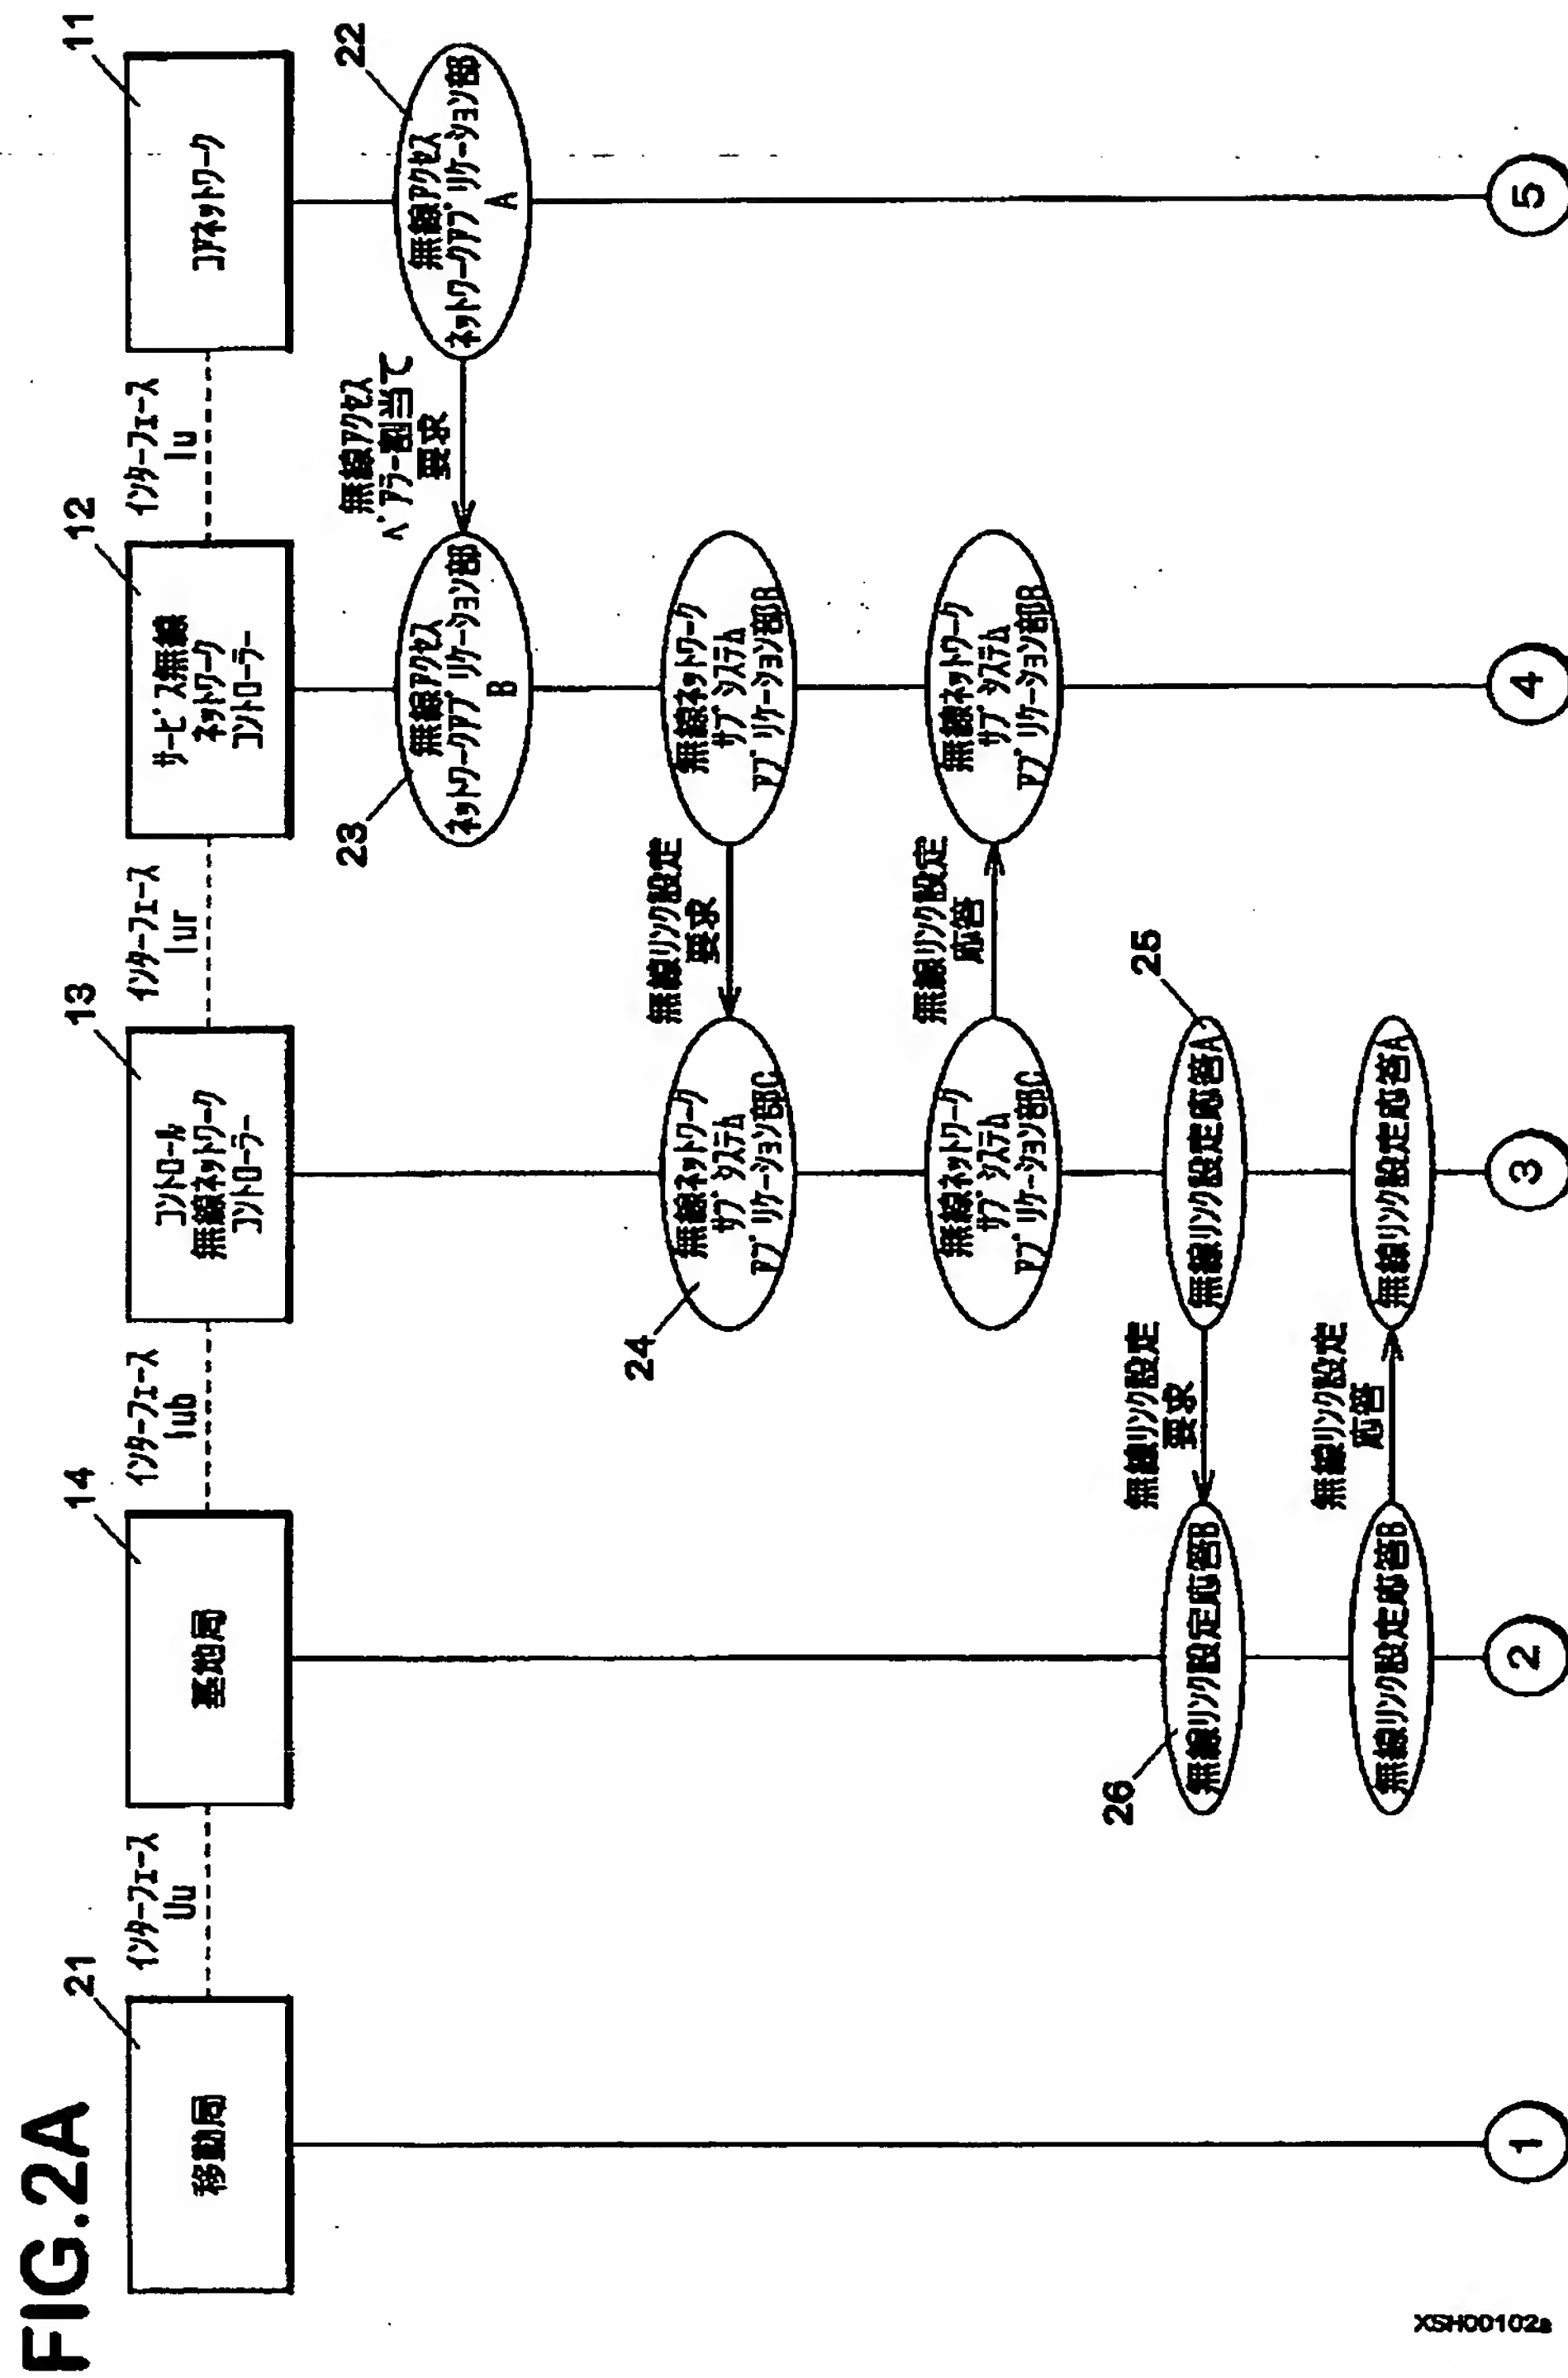 FIG.2A
21
移動局
インターフェース
Uu
14
基地局
インターフェース
Iub
13
コントロール
無線ネットワーク
コントローラー
インターフェース
Iur
12
サービス無線
ネットワーク
コントローラー
インターフェース
Iu
11
コアネットワーク
23
無線アクセス
ネットワークアプリケーション部
B
無線アクセス
ベアラー割当て
要求
22
無線アクセス
ネットワークアプリケーション部
A
24
無線ネットワーク
サブシステム
アプリケーション部C
無線リンク設定
要求
無線ネットワーク
サブシステム
アプリケーション部B
無線ネットワーク
サブシステム
アプリケーション部C
無線リンク設定
応答
無線ネットワーク
サブシステム
アプリケーション部B
26
無線リンク設定応答B
無線リンク設定
要求
25
無線リンク設定応答A
無線リンク設定応答B
無線リンク設定
応答
無線リンク設定応答A
1
2
3
4
5
XSH00102a